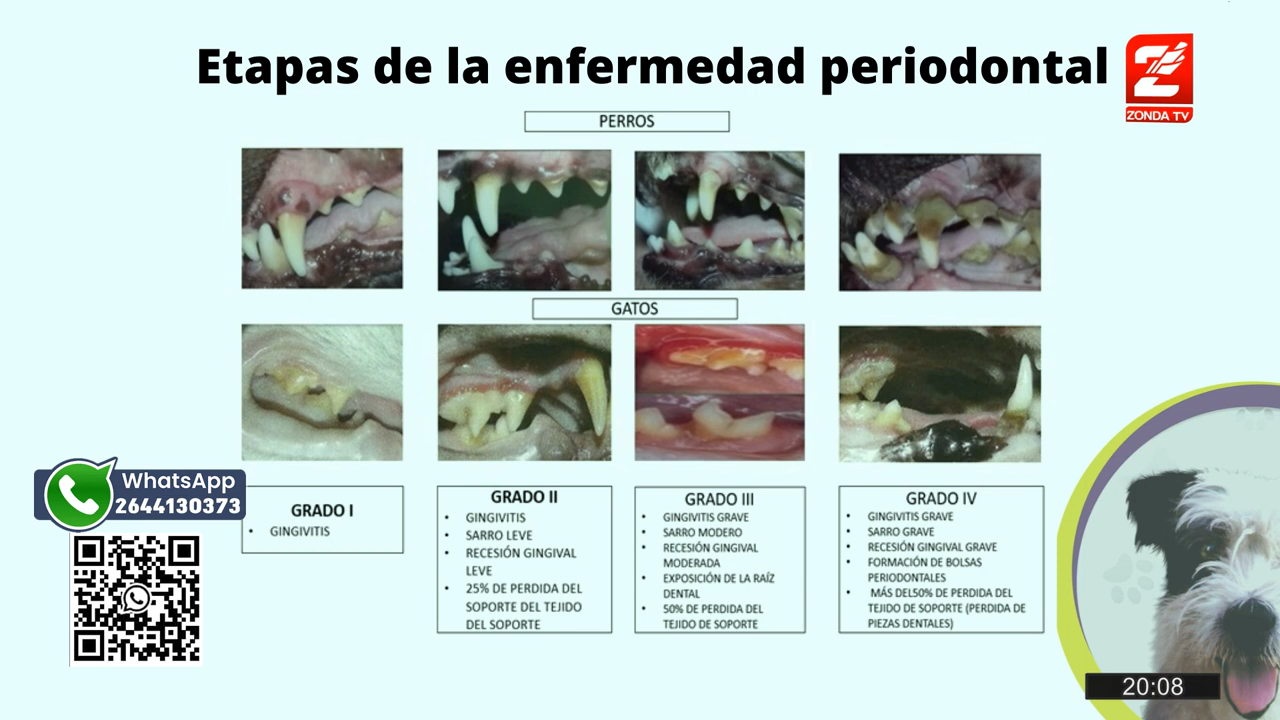 Etapas de la enfermedad periodontal
ZONDA TV
PERROS
GATOS
WhatsApp
2644130373
GRADO I
• GINGIVITIS
GRADO II
• GINGIVITIS
• SARRO LEVE
• RECESIÓN GINGIVAL
LEVE
• 25% DE PERDIDA DEL
SOPORTE DEL TEJIDO
DEL SOPORTE
GRADO III
• GINGIVITIS GRAVE
• SARRO MODERO
• RECESIÓN GINGIVAL
MODERADA
• EXPOSICIÓN DE LA RAÍZ
DENTAL
• 50% DE PERDIDA DEL
TEJIDO DE SOPORTE
GRADO IV
• GINGIVITIS GRAVE
• SARRO GRAVE
• RECESIÓN GINGIVAL GRAVE
• FORMACIÓN DE BOLSAS
PERIODONTALES
• MÁS DEL50% DE PERDIDA DEL
TEJIDO DE SOPORTE (PERDIDA DE
PIEZAS DENTALES)
20:08